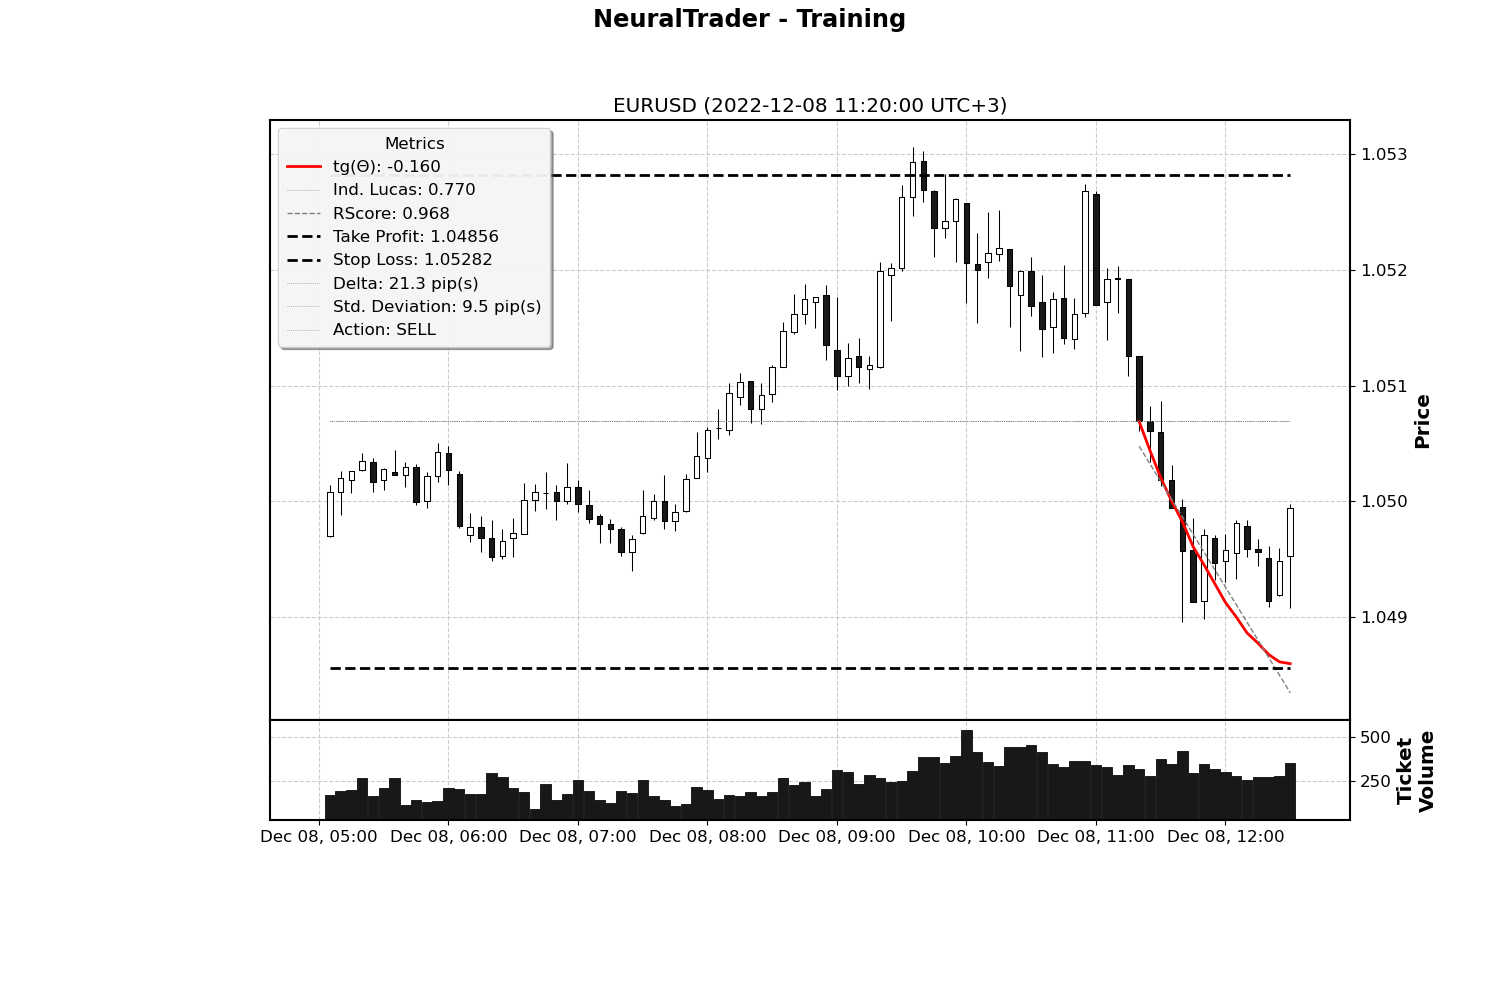 NeuralTrader - Training
EURUSD (2022-12-08 11:20:00 UTC+3)
Metrics
tg(Θ): -0.160
Ind. Lucas: 0.770
RScore: 0.968
Take Profit: 1.04856
Stop Loss: 1.05282
Delta: 21.3 pip(s)
Std. Deviation: 9.5 pip(s)
Action: SELL
1.053
1.052
1.051
1.050
1.049
Price
500
250
Ticket
Volume
Dec 08, 05:00 Dec 08, 06:00 Dec 08, 07:00 Dec 08, 08:00 Dec 08, 09:00 Dec 08, 10:00 Dec 08, 11:00 Dec 08, 12:00